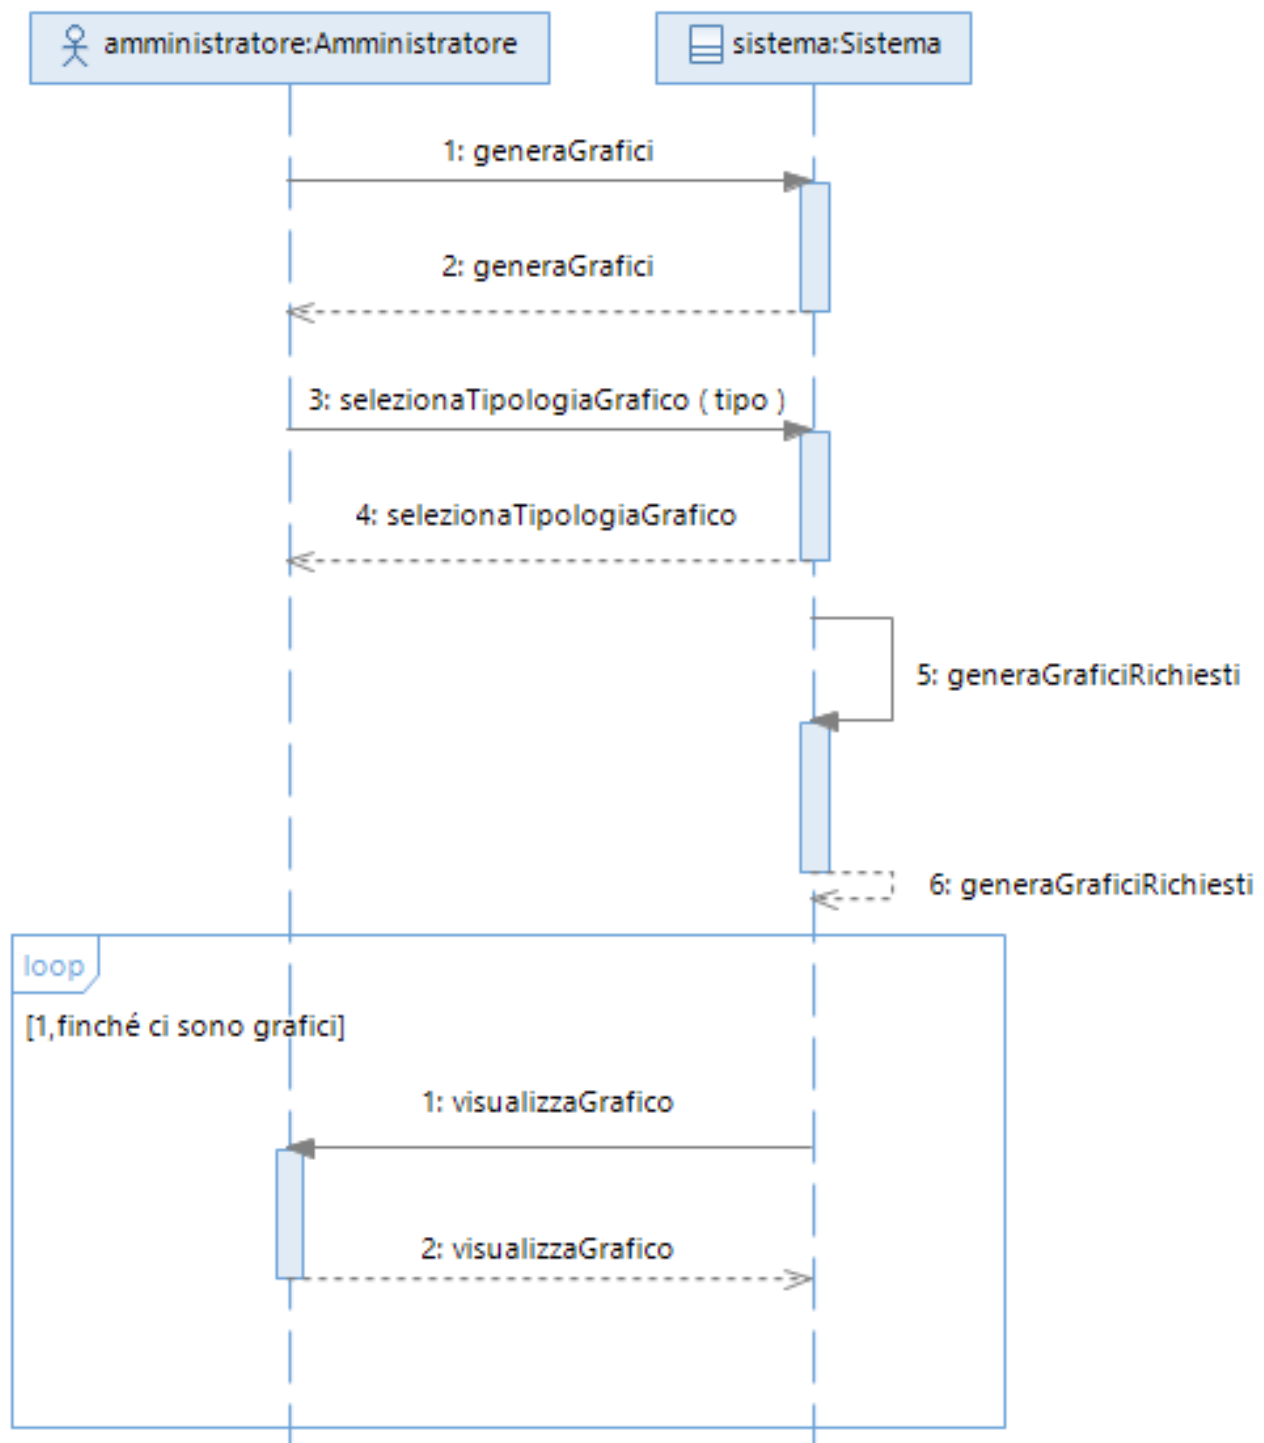 amministratore:Amministratore
sistema:Sistema
1: generaGrafici
2: generaGrafici
3: selezionaTipologiaGrafico ( tipo )
4: selezionaTipologiaGrafico
5: generaGraficiRichiesti
6: generaGraficiRichiesti
loop
[1,finché ci sono grafici]
1: visualizzaGrafico
2: visualizzaGrafico